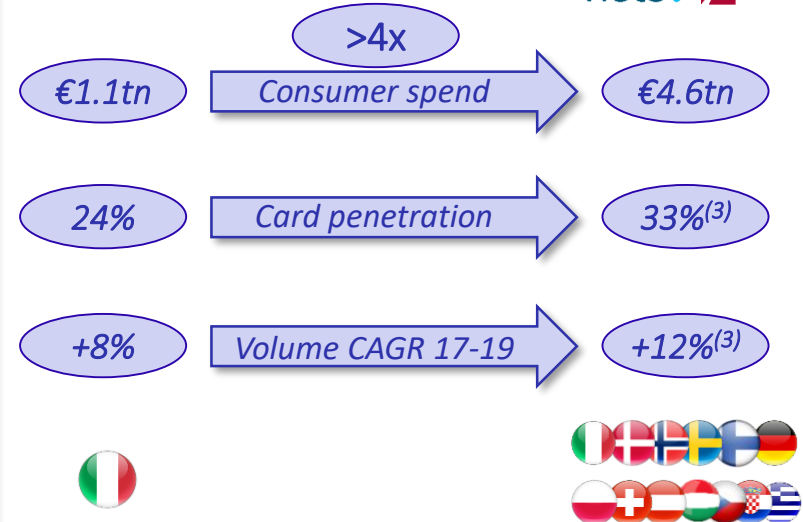 >4x
€1.1tn Consumer spend €4.6tn
24% Card penetration 33%(3)
+8% Volume CAGR 17-19 +12%(3)